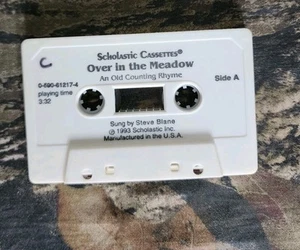 C
Scholastic Cassettes®
Over in the Meadow
An Old Counting Rhyme
0-590-61217-4
playing time
3:32
Side A
Sung by Steve Blane
℗ 1993 Scholastic Inc.
Manufactured in the U.S.A.